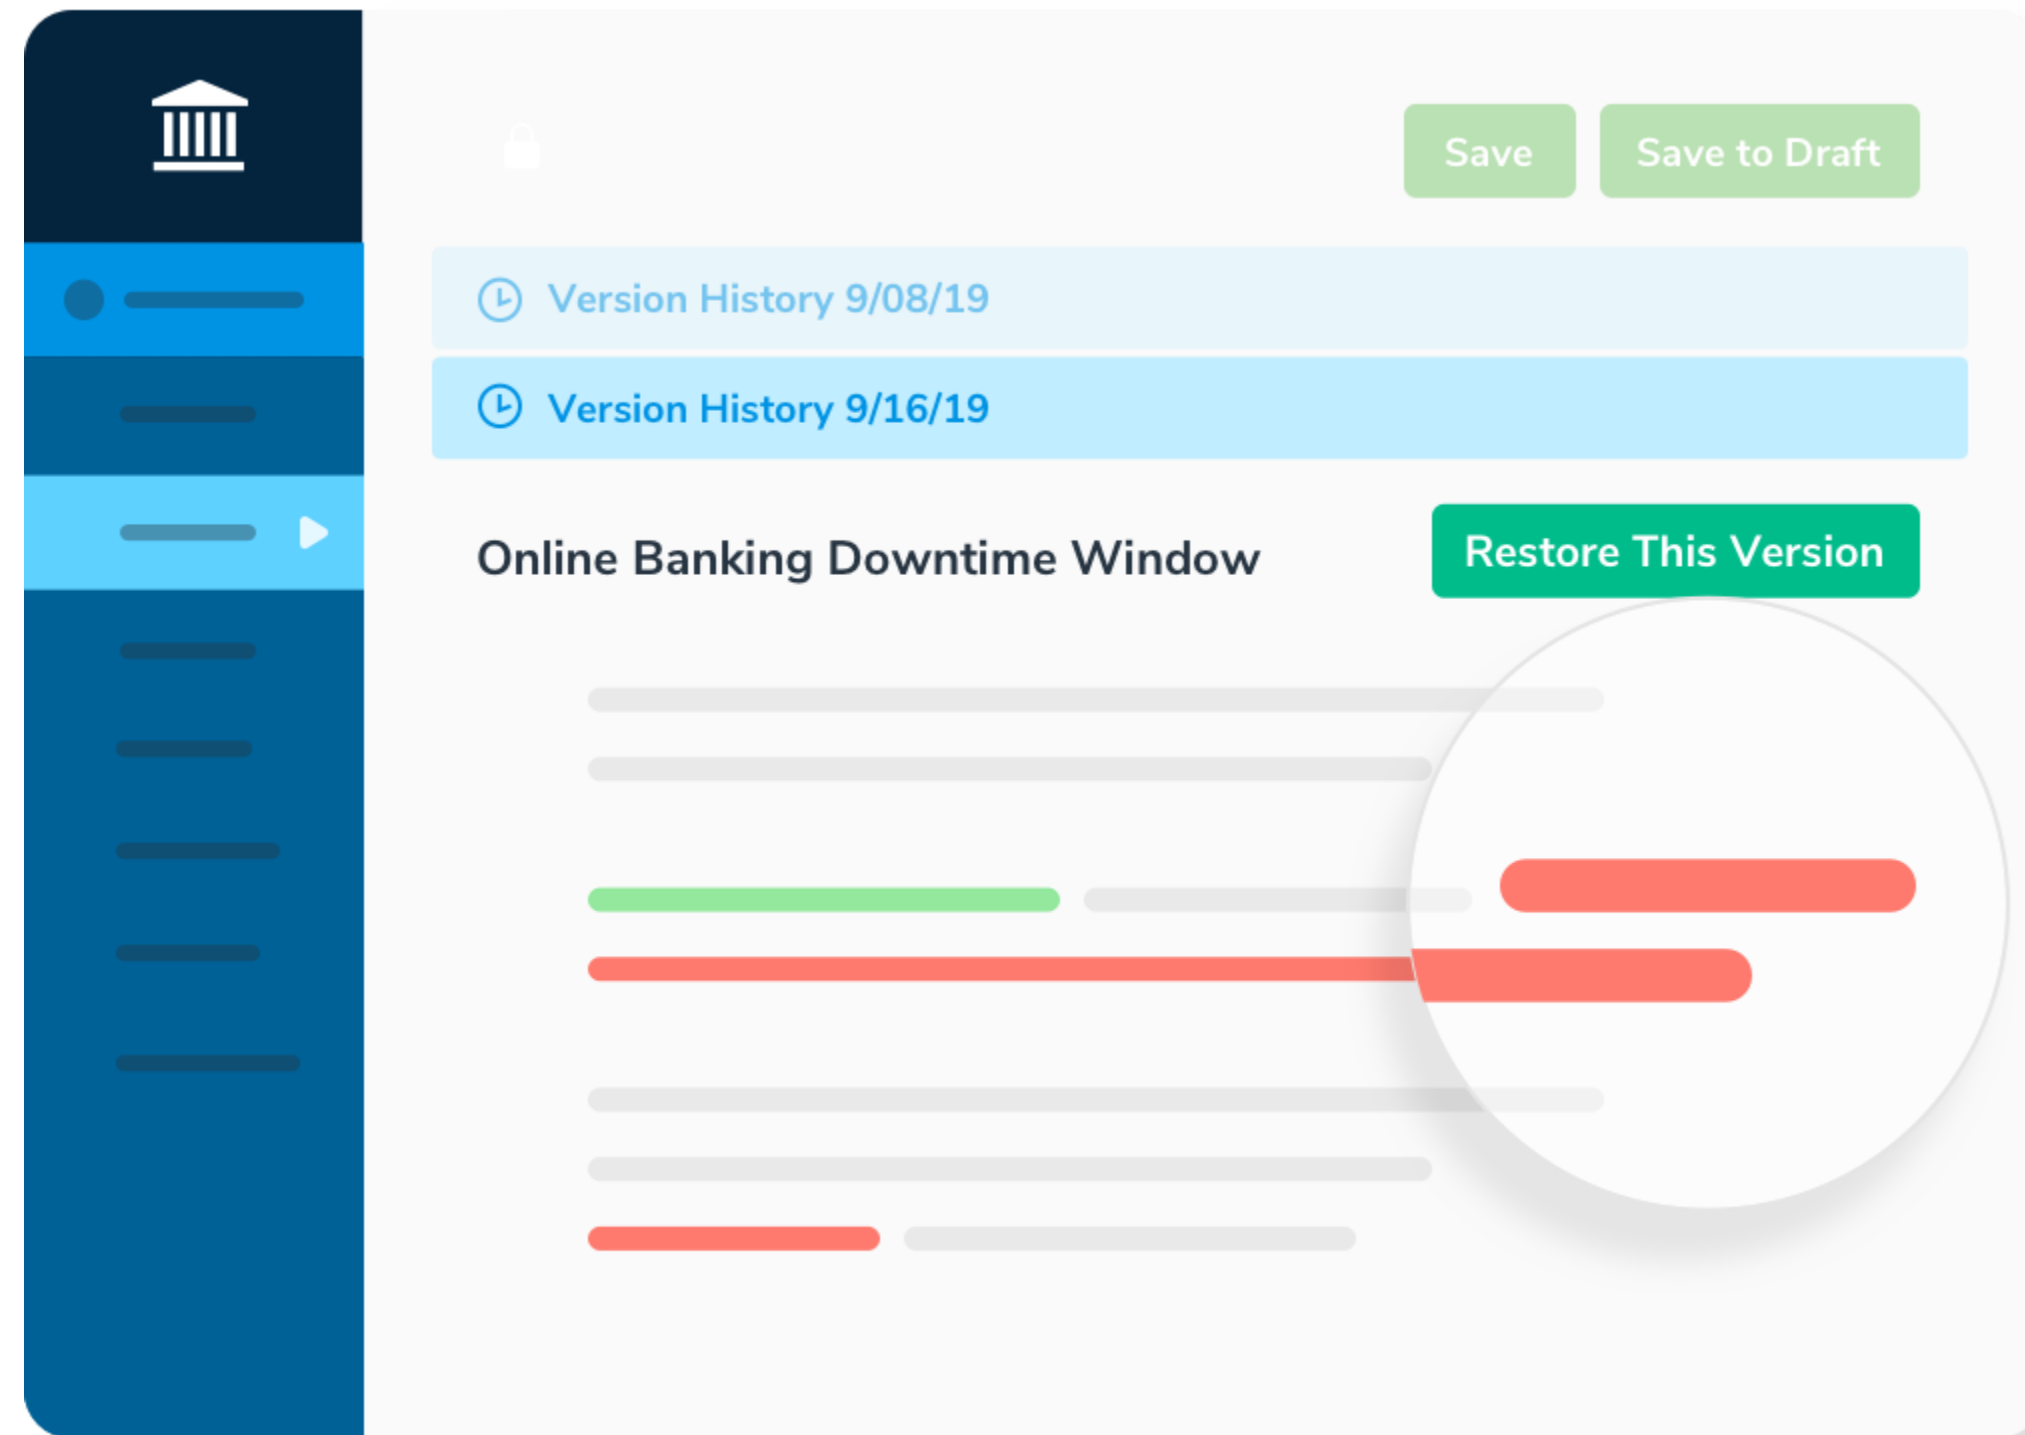 Save
Save to Draft
Version History 9/08/19
Version History 9/16/19
Online Banking Downtime Window
Restore This Version